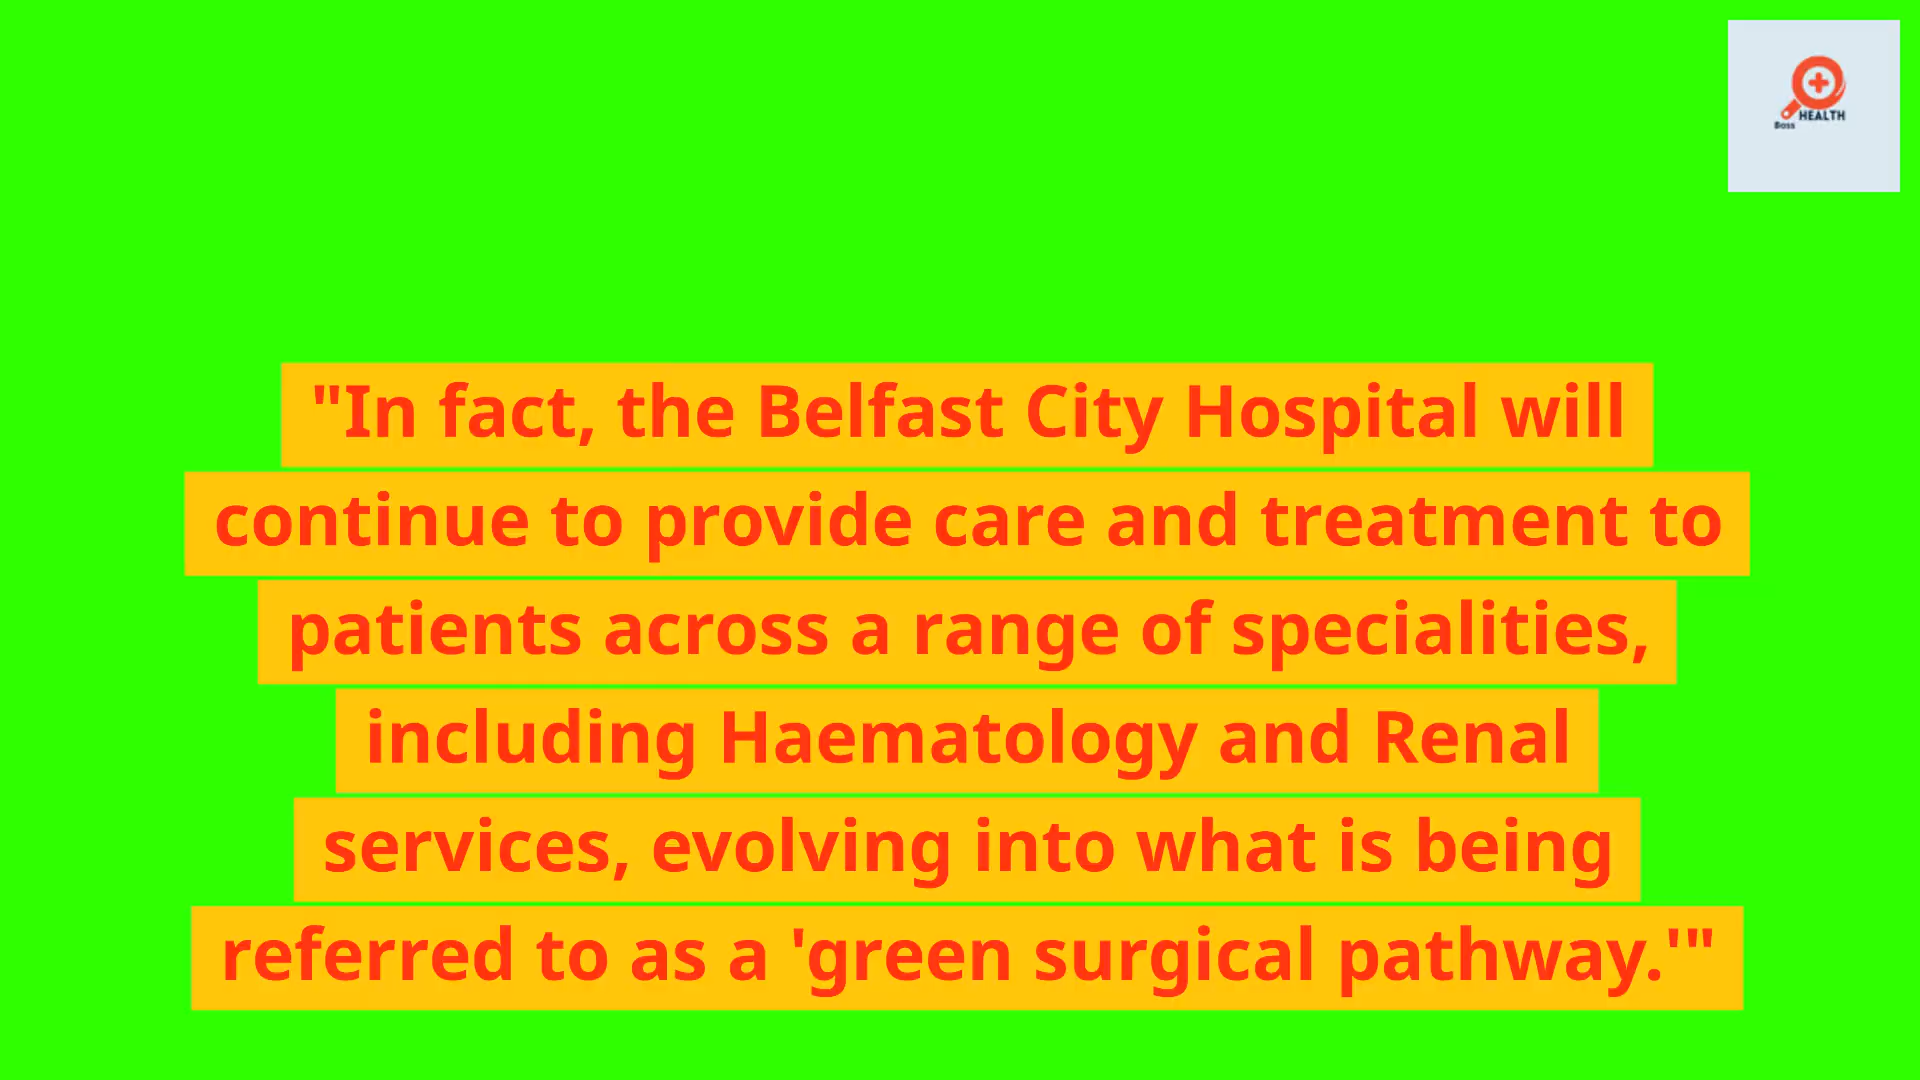 HEALTH
Boss
"In fact, the Belfast City Hospital will
continue to provide care and treatment to
patients across a range of specialities,
including Haematology and Renal
services, evolving into what is being
referred to as a 'green surgical pathway.'"